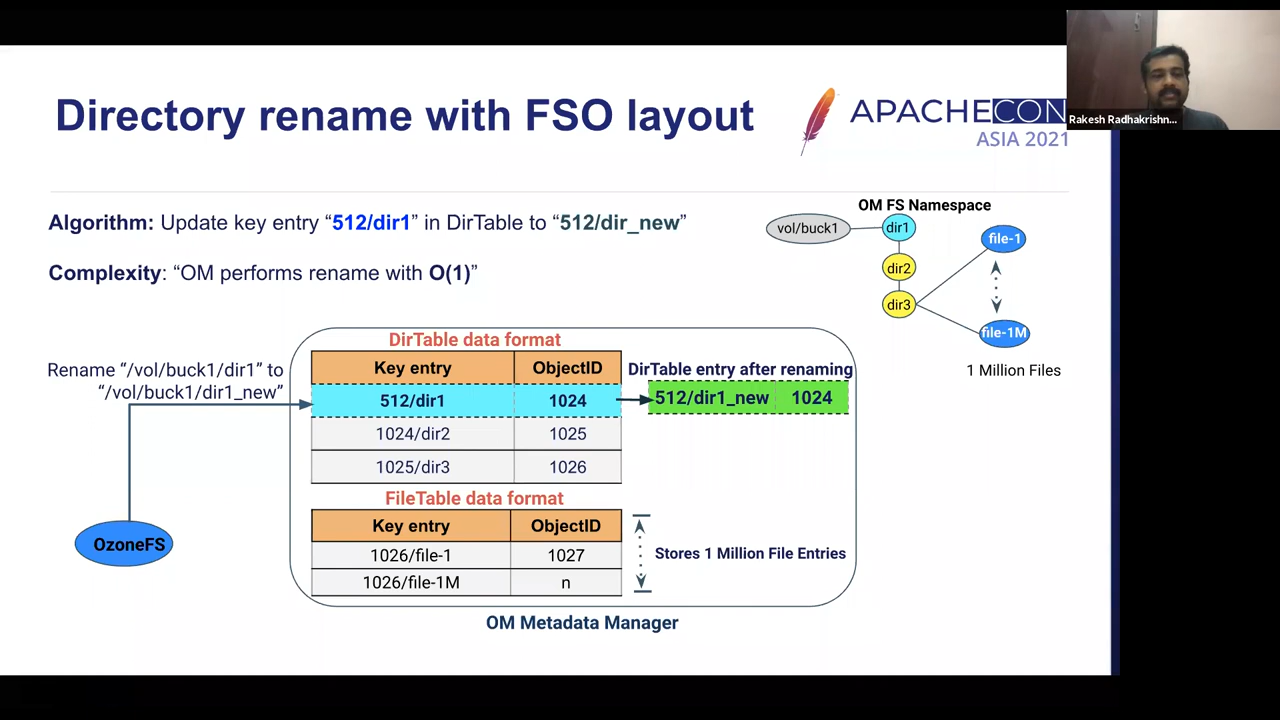 Directory rename with FSO layout
APACHECON
ASIA 2021
Rakesh Radhakrishn...
Algorithm: Update key entry “512/dir1” in DirTable to “512/dir_new”
Complexity: “OM performs rename with O(1)”
OM FS Namespace
vol/buck1
dir1
file-1
dir2
dir3
file-1M
1 Million Files
Rename “/vol/buck1/dir1” to
“/vol/buck1/dir1_new”
OzoneFS
DirTable data format
Key entry ObjectID
512/dir1 1024
1024/dir2 1025
1025/dir3 1026
DirTable entry after renaming
512/dir1_new 1024
FileTable data format
Key entry ObjectID
1026/file-1 1027
1026/file-1M n
Stores 1 Million File Entries
OM Metadata Manager